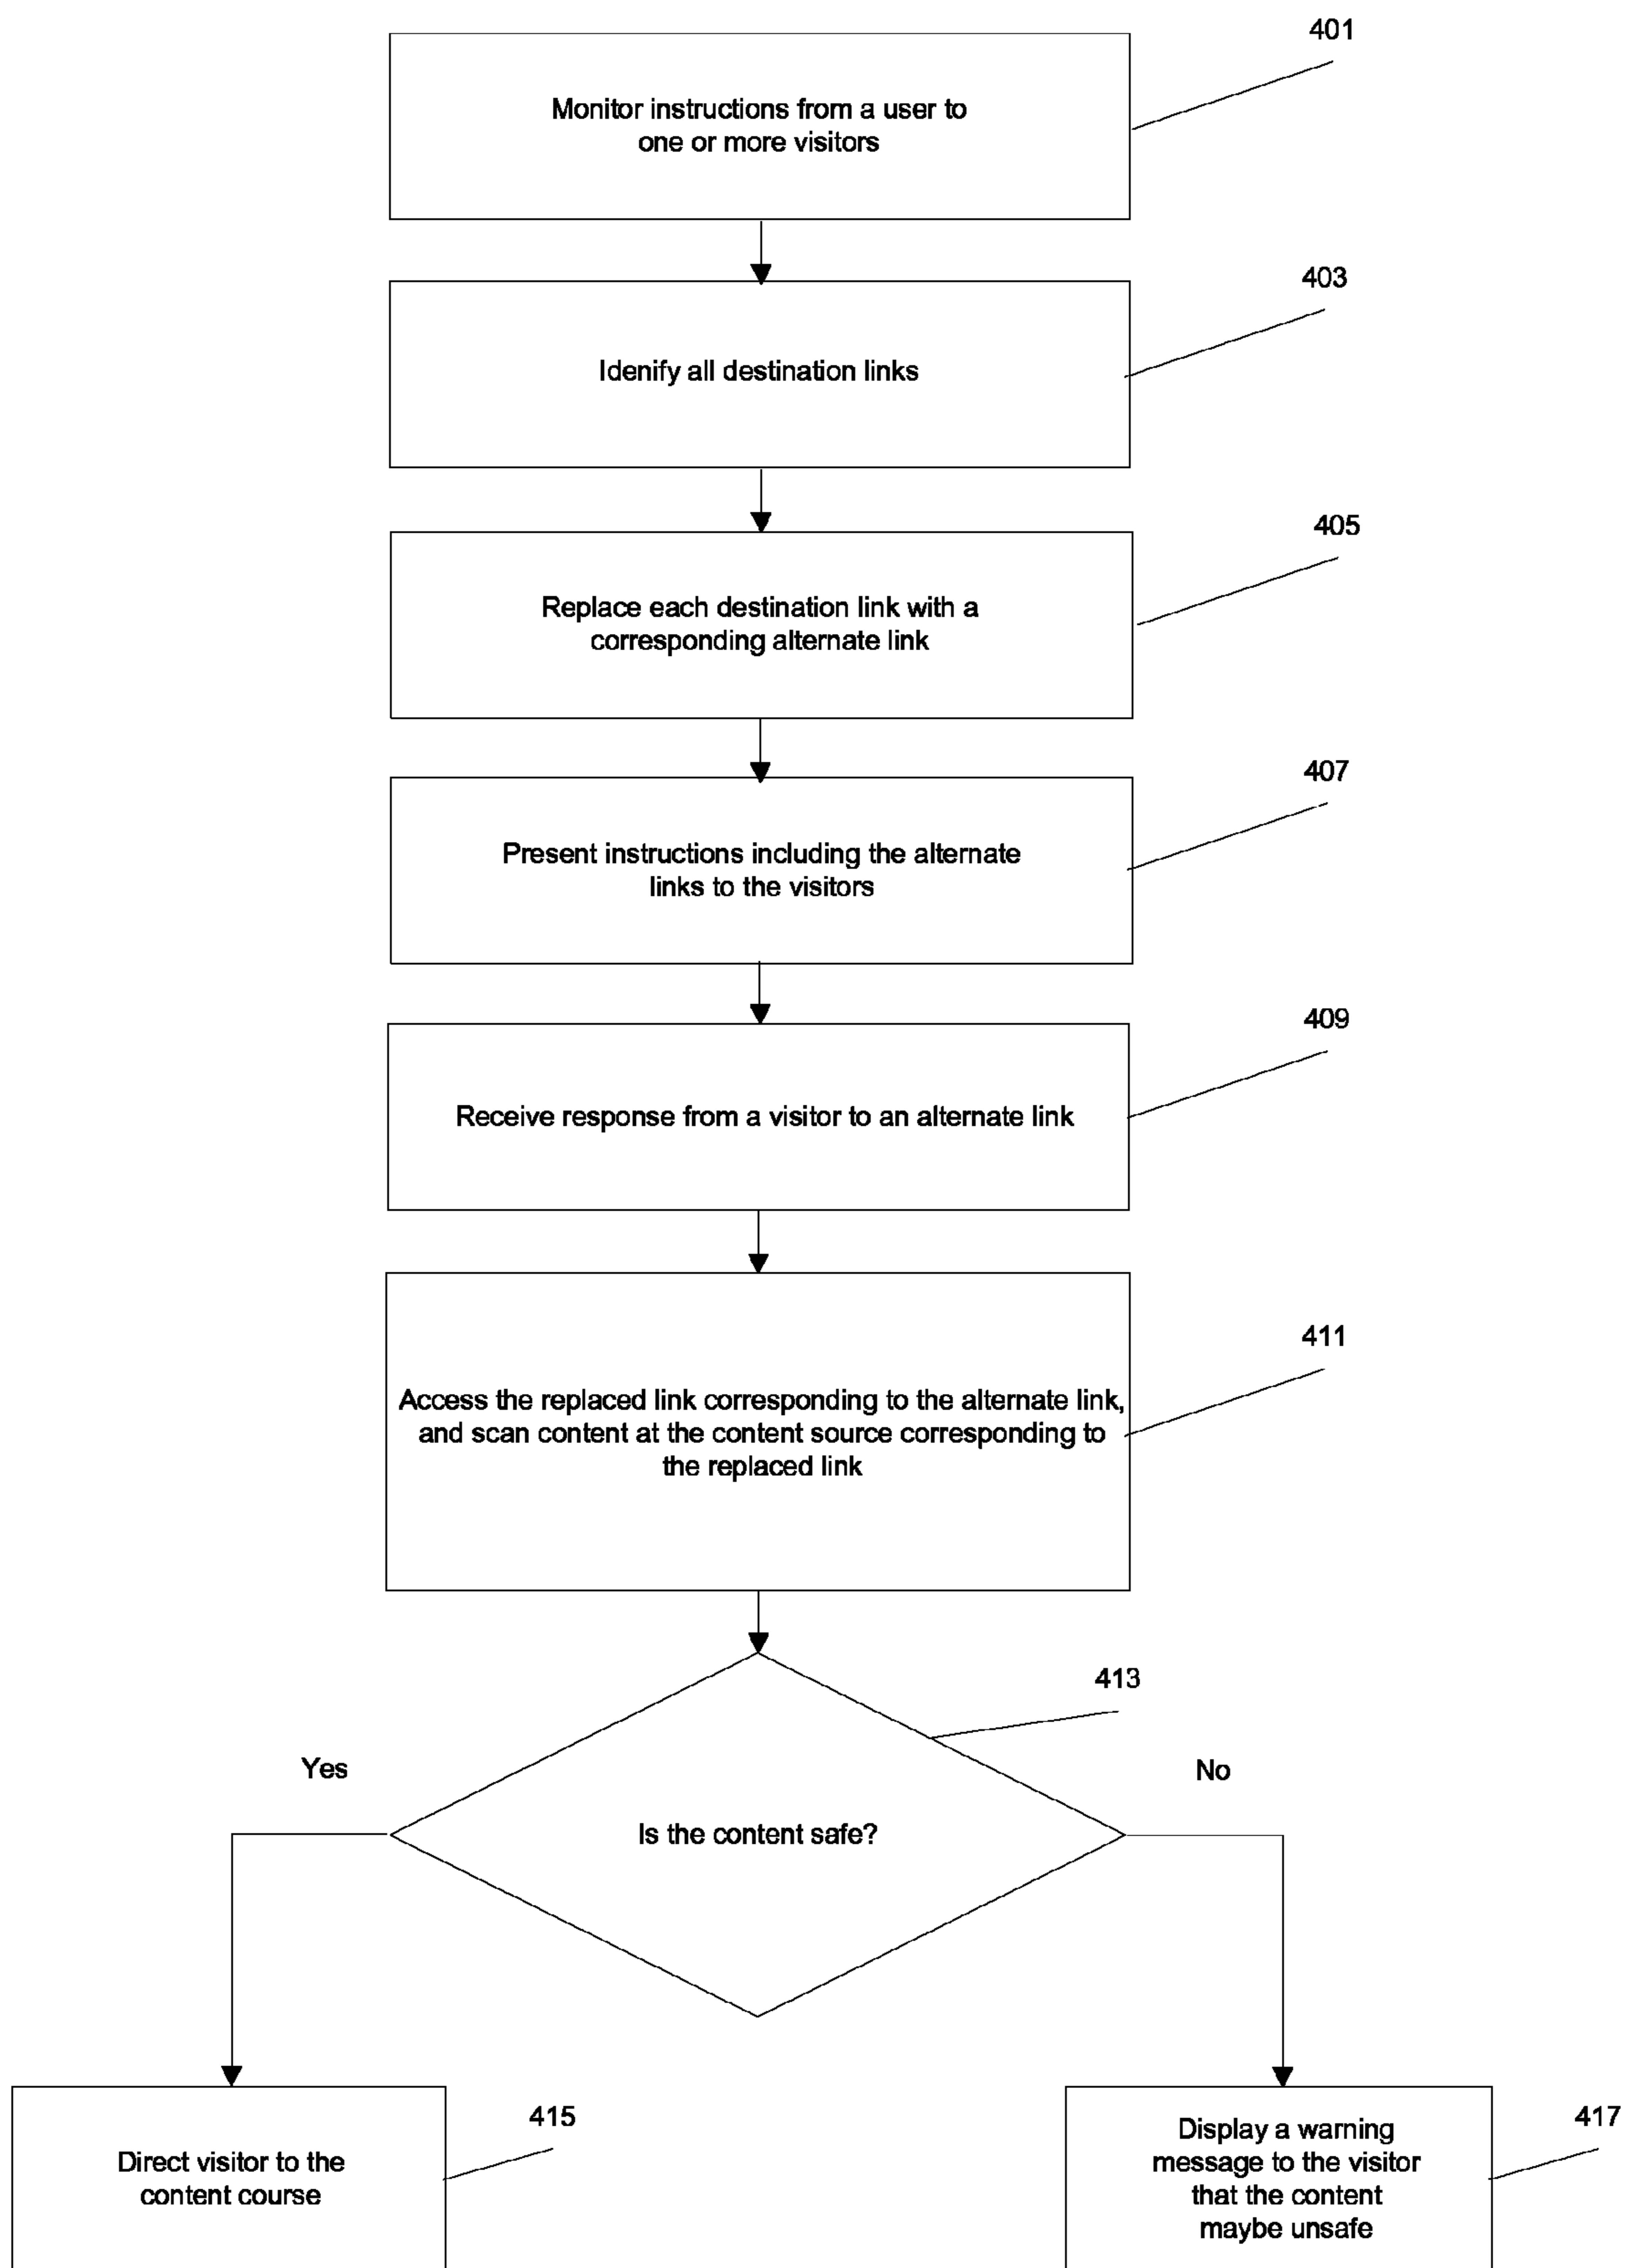 401
Monitor instructions from a user to
one or more visitors
403
Idenify all destination links
405
Replace each destination link with a
corresponding alternate link
407
Present instructions including the alternate
links to the visitors
409
Receive response from a visitor to an alternate link
411
Access the replaced link corresponding to the alternate link,
and scan content at the content source corresponding to
the replaced link
413
Yes
No
Is the content safe?
415
Direct visitor to the
content course
417
Display a warning
message to the visitor
that the content
maybe unsafe